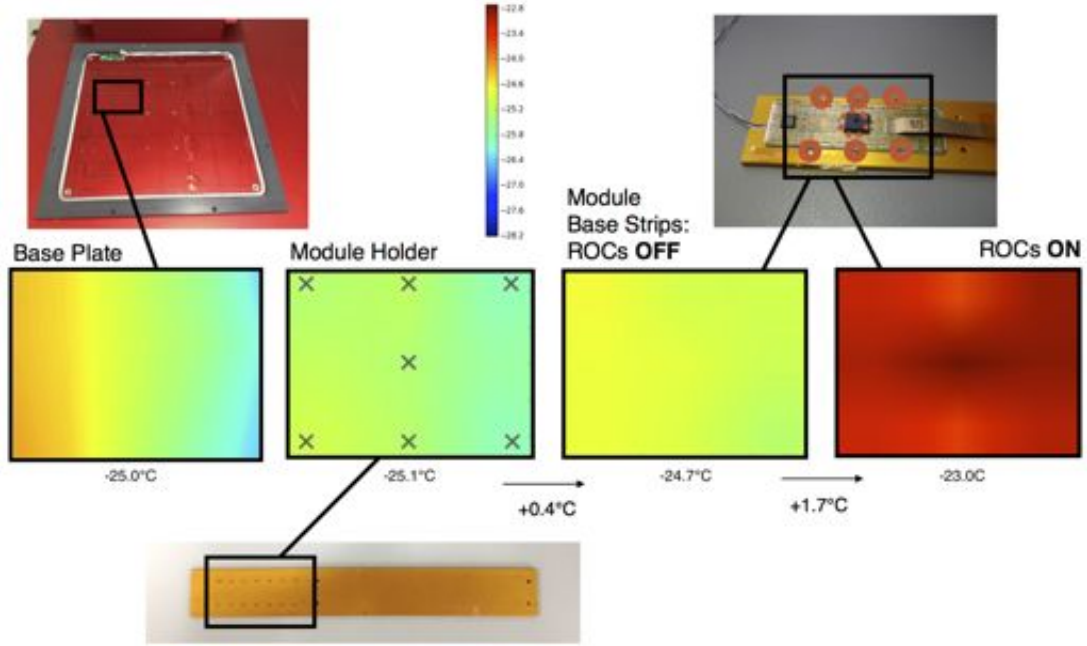 −22.8
−23.4
−24.0
−24.6
−25.2
−25.8
−26.4
−27.0
−27.6
−28.2
Module
Base Strips:
ROCs OFF
ROCs ON
Base Plate
Module Holder
-25.0°C
-25.1°C
-24.7°C
-23.0C
+0.4°C
+1.7°C